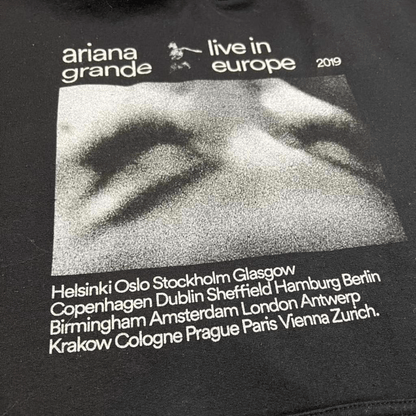 ariana live in 2019
grande europe
Helsinki Oslo Stockholm Glasgow
Copenhagen Dublin Sheffield Hamburg Berlin
Birmingham Amsterdam London Antwerp
Krakow Cologne Prague Paris Vienna Zurich.